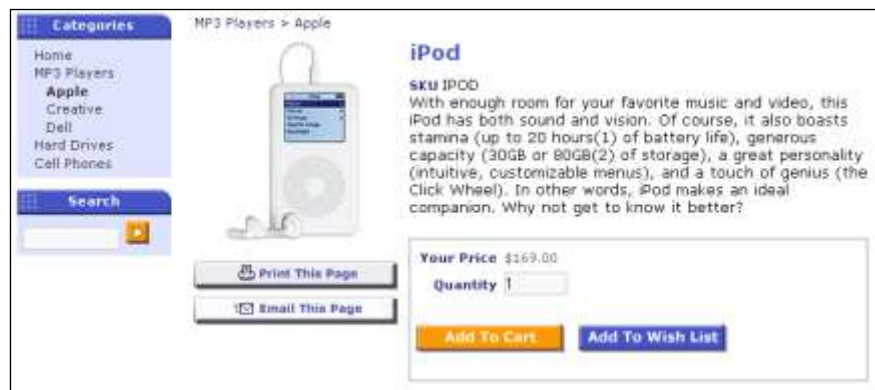 Categories
Home
MP3 Players
Apple
Creative
Dell
Hard Drives
Cell Phones
Search
MP3 Players > Apple
Print This Page
Email This Page
iPod
SKU IPOD
With enough room for your favorite music and video, this
iPod has both sound and vision. Of course, it also boasts
stamina (up to 20 hours(1) of battery life), generous
capacity (30GB or 80GB(2) of storage), a great personality
(intuitive, customizable menus), and a touch of genius (the
Click Wheel). In other words, iPod makes an ideal
companion. Why not get to know it better?
Your Price $169.00
Quantity 1
Add To Cart Add To Wish List